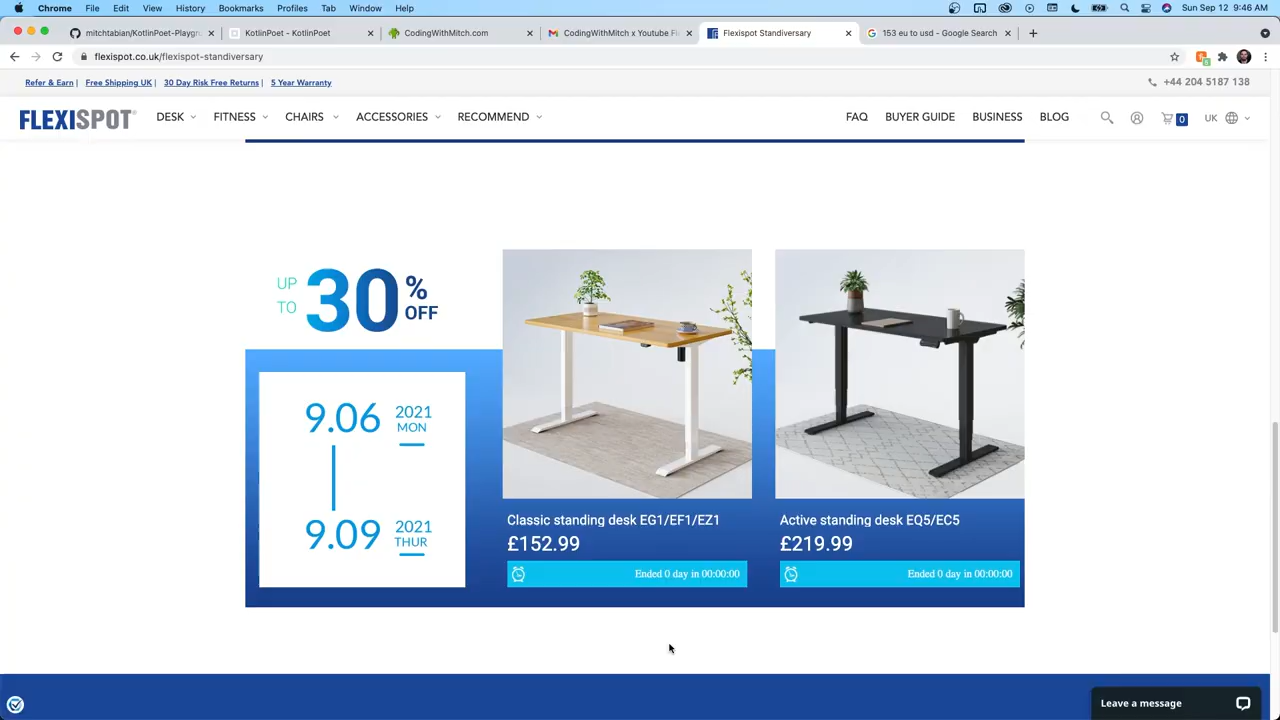 Chrome File Edit View History Bookmarks Profiles Tab Window Help Sun Sep 12 9:46 AM
mitchtabian/KotlinPoet-Playgr
KotlinPoet - KotlinPoet
CodingWithMitch.com
CodingWithMitch x Youtube Fi
Flexispot Standiversary
153 eu to usd - Google Search
flexispot.co.uk/flexispot-standiversary
Refer & Earn | Free Shipping UK | 30 Day Risk Free Returns | 5 Year Warranty
+44 204 5187 138
FLEXISPOT®
DESK FITNESS CHAIRS ACCESSORIES RECOMMEND FAQ BUYER GUIDE BUSINESS BLOG 0 UK
UP TO 30% OFF
9.06 2021 MON
9.09 2021 THUR
Classic standing desk EG1/EF1/EZ1
£152.99
Ended 0 day in 00:00:00
Active standing desk EQ5/EC5
£219.99
Ended 0 day in 00:00:00
Leave a message